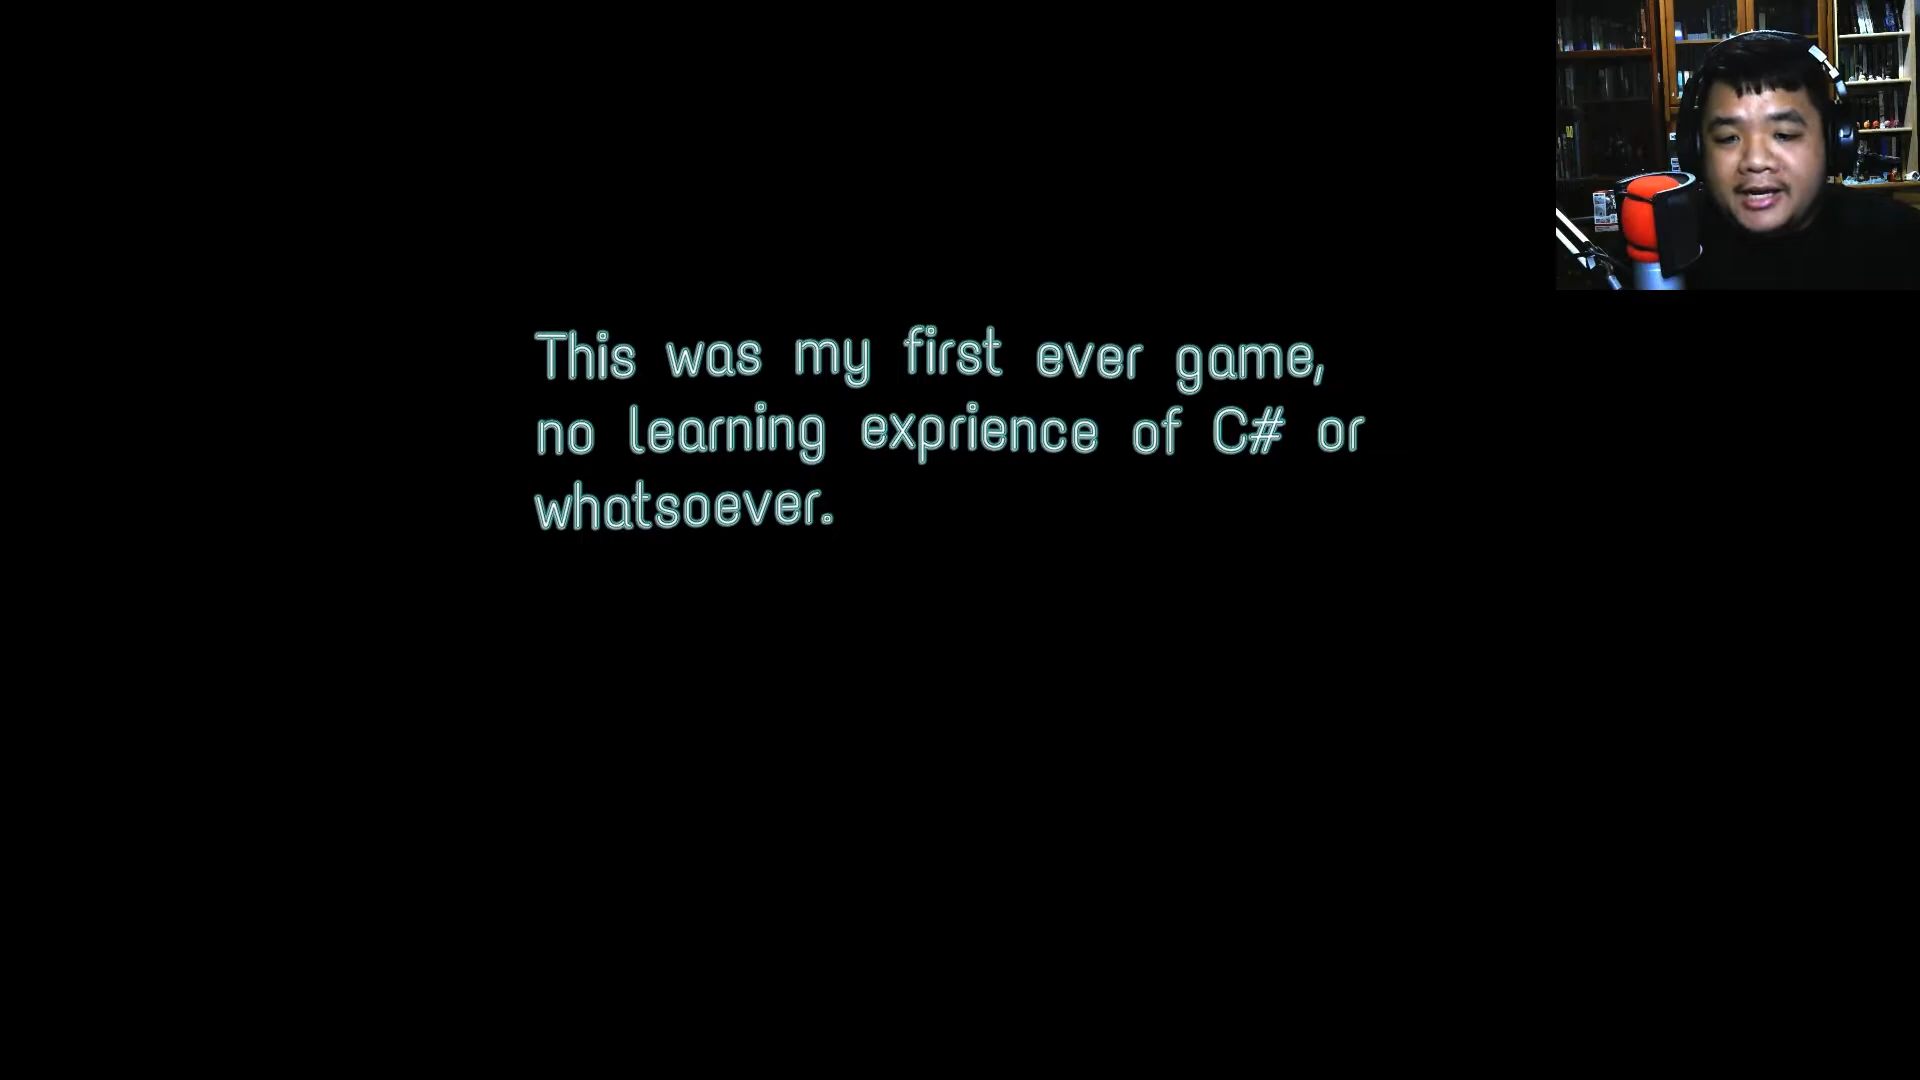 This was my first ever game,
no learning exprience of C# or
whatsoever.